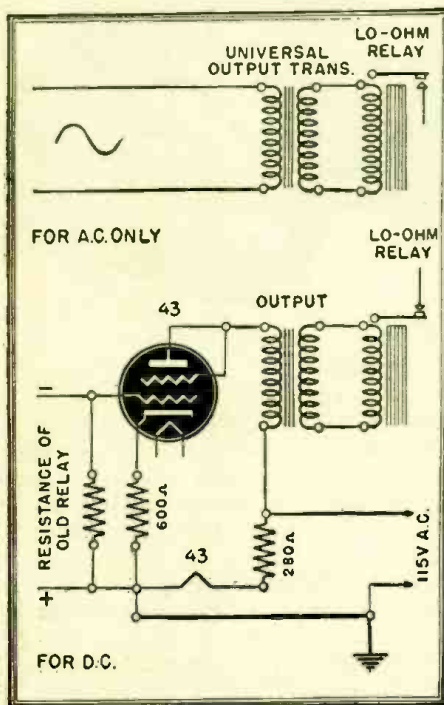 LO-OHM
RELAY
UNIVERSAL
OUTPUT TRANS.
FOR A.C. ONLY
LO-OHM
RELAY
OUTPUT
43
−
RESISTANCE OF
OLD RELAY
600Ω
43
280Ω
115V A.C.
+
FOR D.C.